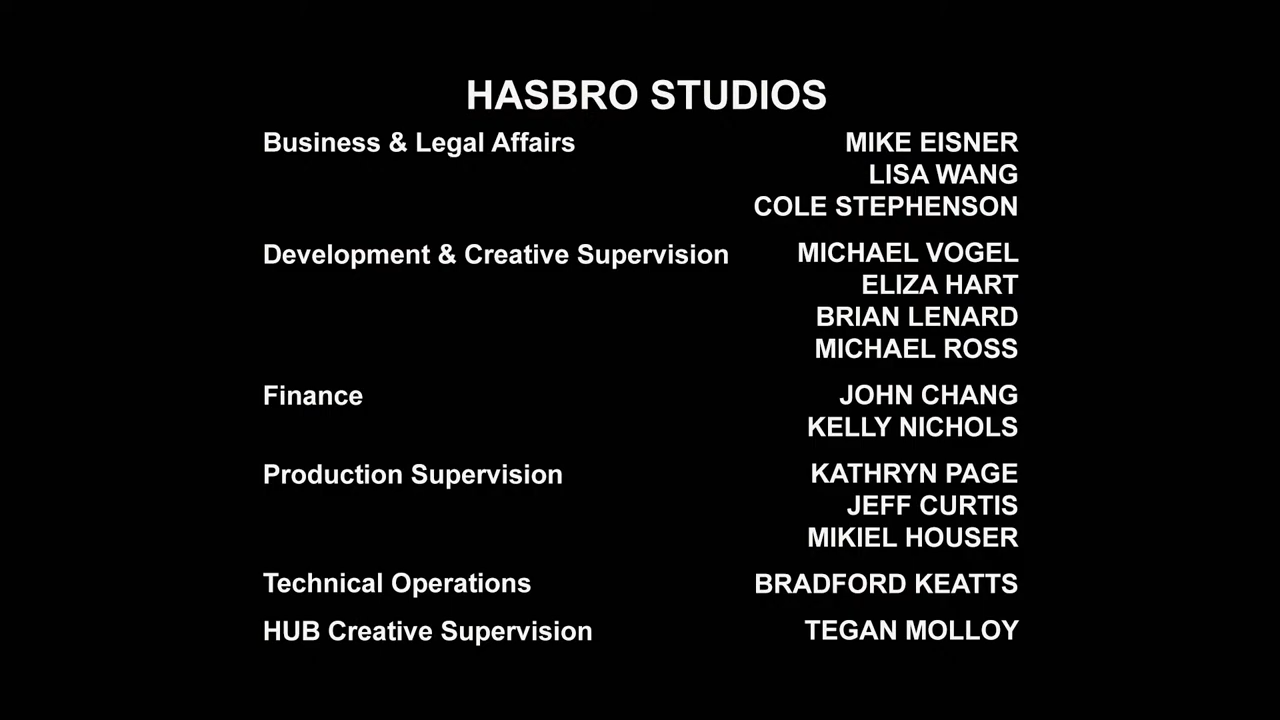 HASBRO STUDIOS
Business & Legal Affairs MIKE EISNER
LISA WANG
COLE STEPHENSON
Development & Creative Supervision MICHAEL VOGEL
ELIZA HART
BRIAN LENARD
MICHAEL ROSS
Finance JOHN CHANG
KELLY NICHOLS
Production Supervision KATHRYN PAGE
JEFF CURTIS
MIKIEL HOUSER
Technical Operations BRADFORD KEATTS
HUB Creative Supervision TEGAN MOLLOY